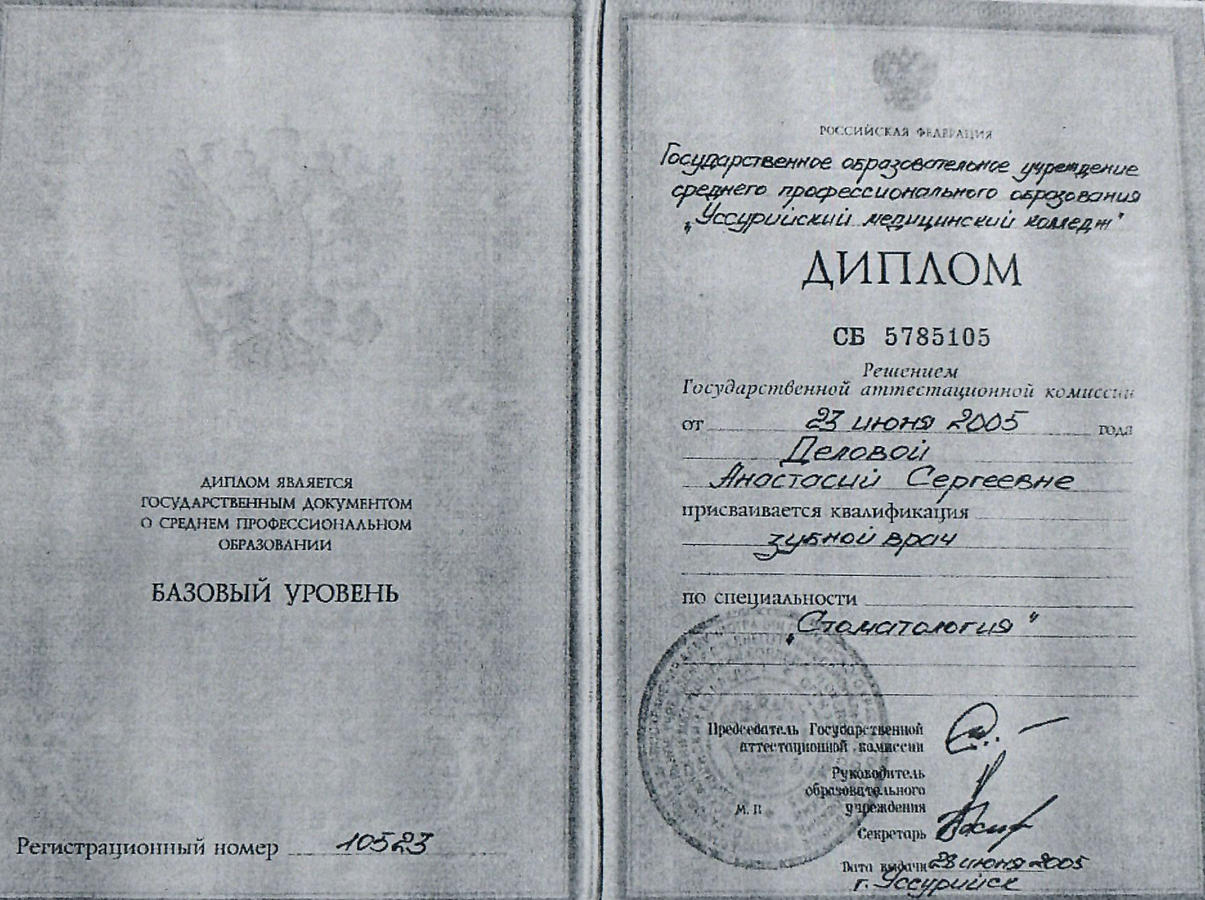 ДИПЛОМ ЯВЛЯЕТСЯ
ГОСУДАРСТВЕННЫМ ДОКУМЕНТОМ
О СРЕДНЕМ ПРОФЕССИОНАЛЬНОМ
ОБРАЗОВАНИИ
БАЗОВЫЙ УРОВЕНЬ
Регистрационный номер 10523
РОССИЙСКАЯ ФЕДЕРАЦИЯ
Государственное образовательное учреждение
среднего профессионального образования
„Уссурийский медицинский колледж"
ДИПЛОМ
СБ 5785105
Решением
Государственной аттестационной комиссии
от 23 июня 2005 года
Деловой
Анастасий Сергеевне
присваивается квалификация
зубной врач
по специальности
„Стоматология"
Председатель Государственной
аттестационной комиссии
Руководитель
образовательного
учреждения
М. П.
Секретарь
Дата выдачи 28 июня 2005
г. Уссурийск